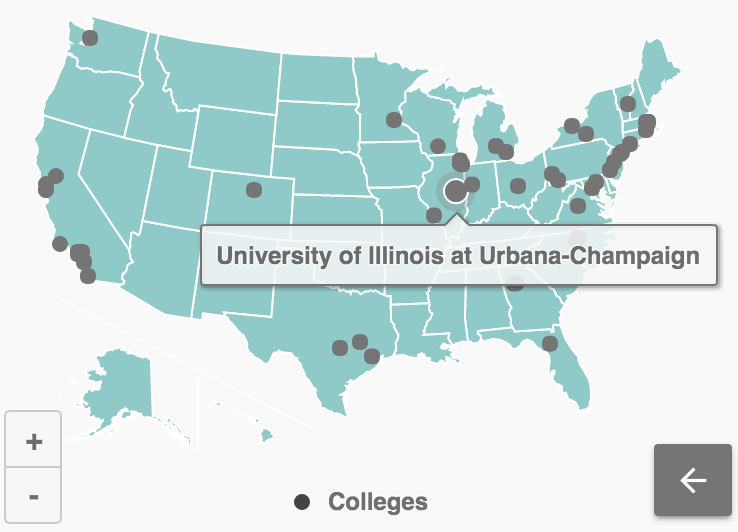 University of Illinois at Urbana-Champaign
+
-
Colleges